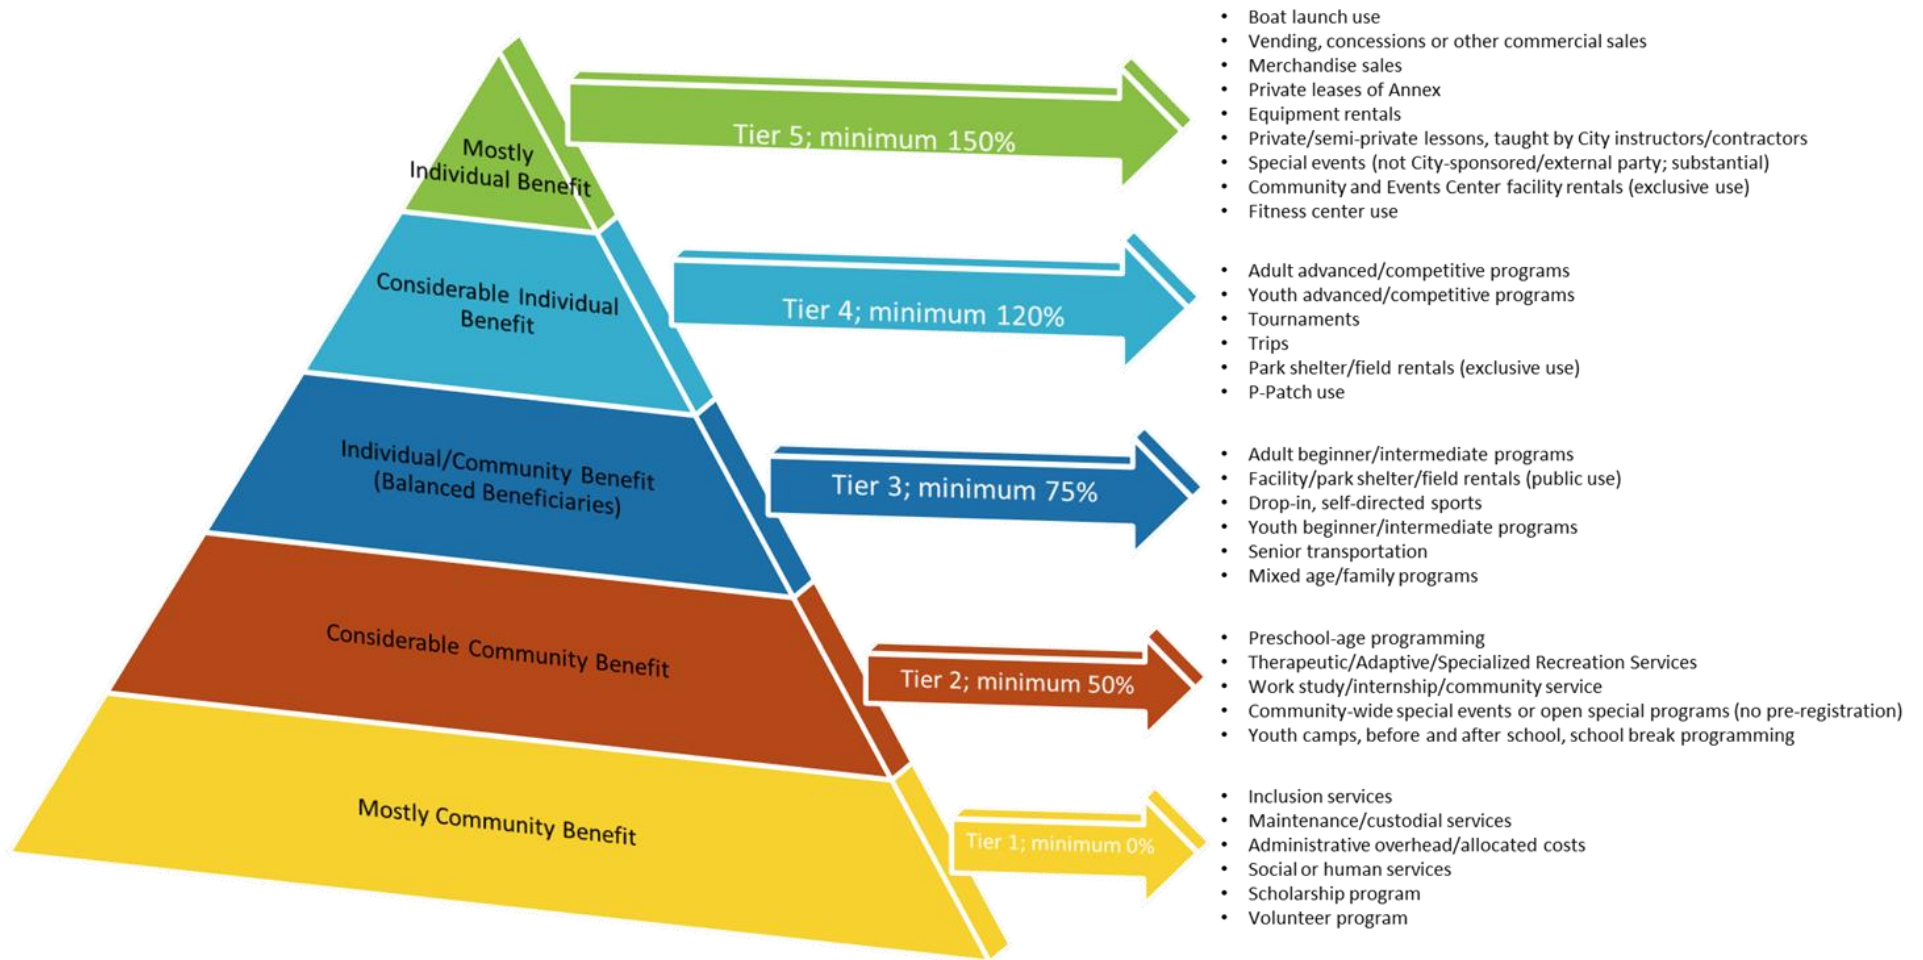 Mostly
Individual Benefit
Tier 5; minimum 150%
• Boat launch use
• Vending, concessions or other commercial sales
• Merchandise sales
• Private leases of Annex
• Equipment rentals
• Private/semi-private lessons, taught by City instructors/contractors
• Special events (not City-sponsored/external party; substantial)
• Community and Events Center facility rentals (exclusive use)
• Fitness center use
Considerable Individual
Benefit
Tier 4; minimum 120%
• Adult advanced/competitive programs
• Youth advanced/competitive programs
• Tournaments
• Trips
• Park shelter/field rentals (exclusive use)
• P-Patch use
Individual/Community Benefit
(Balanced Beneficiaries)
Tier 3; minimum 75%
• Adult beginner/intermediate programs
• Facility/park shelter/field rentals (public use)
• Drop-in, self-directed sports
• Youth beginner/intermediate programs
• Senior transportation
• Mixed age/family programs
Considerable Community Benefit
Tier 2; minimum 50%
• Preschool-age programming
• Therapeutic/Adaptive/Specialized Recreation Services
• Work study/internship/community service
• Community-wide special events or open special programs (no pre-registration)
• Youth camps, before and after school, school break programming
Mostly Community Benefit
Tier 1; minimum 0%
• Inclusion services
• Maintenance/custodial services
• Administrative overhead/allocated costs
• Social or human services
• Scholarship program
• Volunteer program